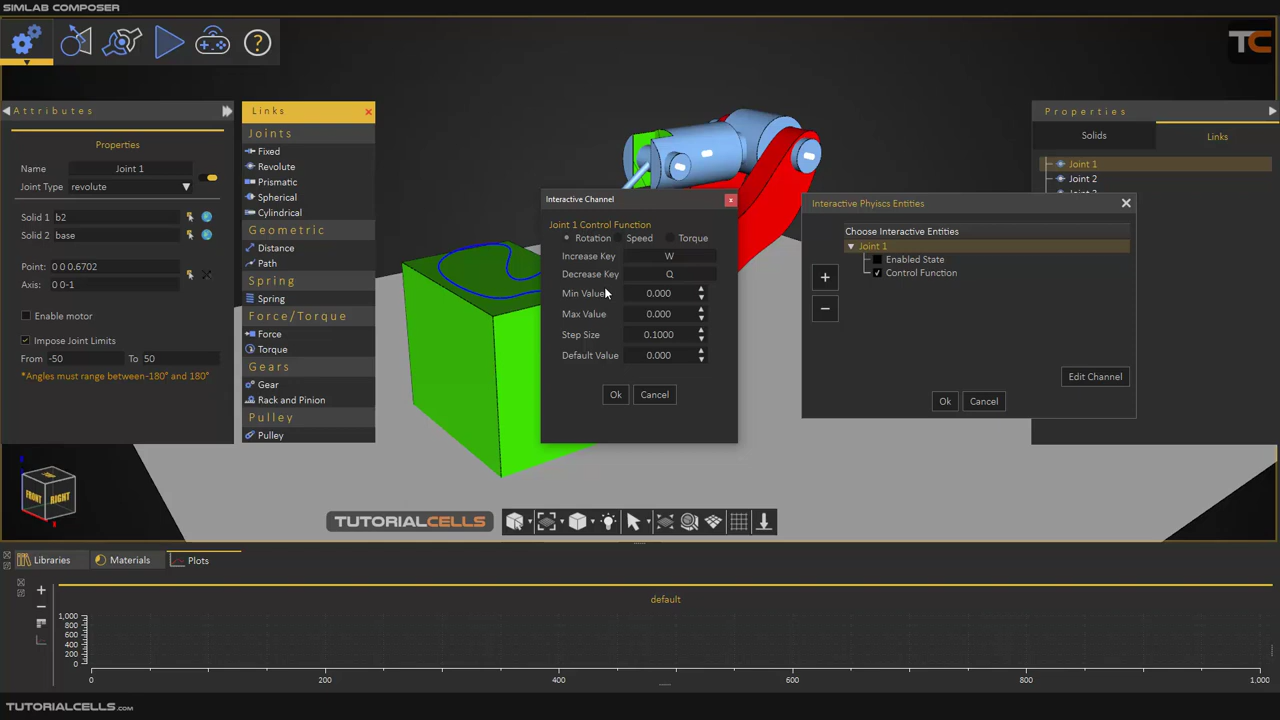 SIMLAB COMPOSER
?
TC
Attributes
Properties
Name Joint 1
Joint Type revolute
Solid 1 b2
Solid 2 base
Point: 0 0 0.6702
Axis: 0 0-1
Enable motor
Impose Joint Limits
From -50 To 50
*Angles must range between-180° and 180°
Links
Joints
Fixed
Revolute
Prismatic
Spherical
Cylindrical
Geometric
Distance
Path
Spring
Spring
Force/Torque
Force
Torque
Gears
Gear
Rack and Pinion
Pulley
Pulley
Interactive Channel
Joint 1 Control Function
Rotation Speed Torque
Increase Key W
Decrease Key Q
Min Value 0.000
Max Value 0.000
Step Size 0.1000
Default Value 0.000
Ok Cancel
Interactive Phyiscs Entities
Choose Interactive Entities
Joint 1
Enabled State
Control Function
Edit Channel
Ok Cancel
Properties
Solids Links
Joint 1
Joint 2
FRONT RIGHT
TUTORIALCELLS
Libraries Materials Plots
default
1,000
800
600
400
200
0
0 200 400 600 800 1.000
TUTORIALCELLS.com